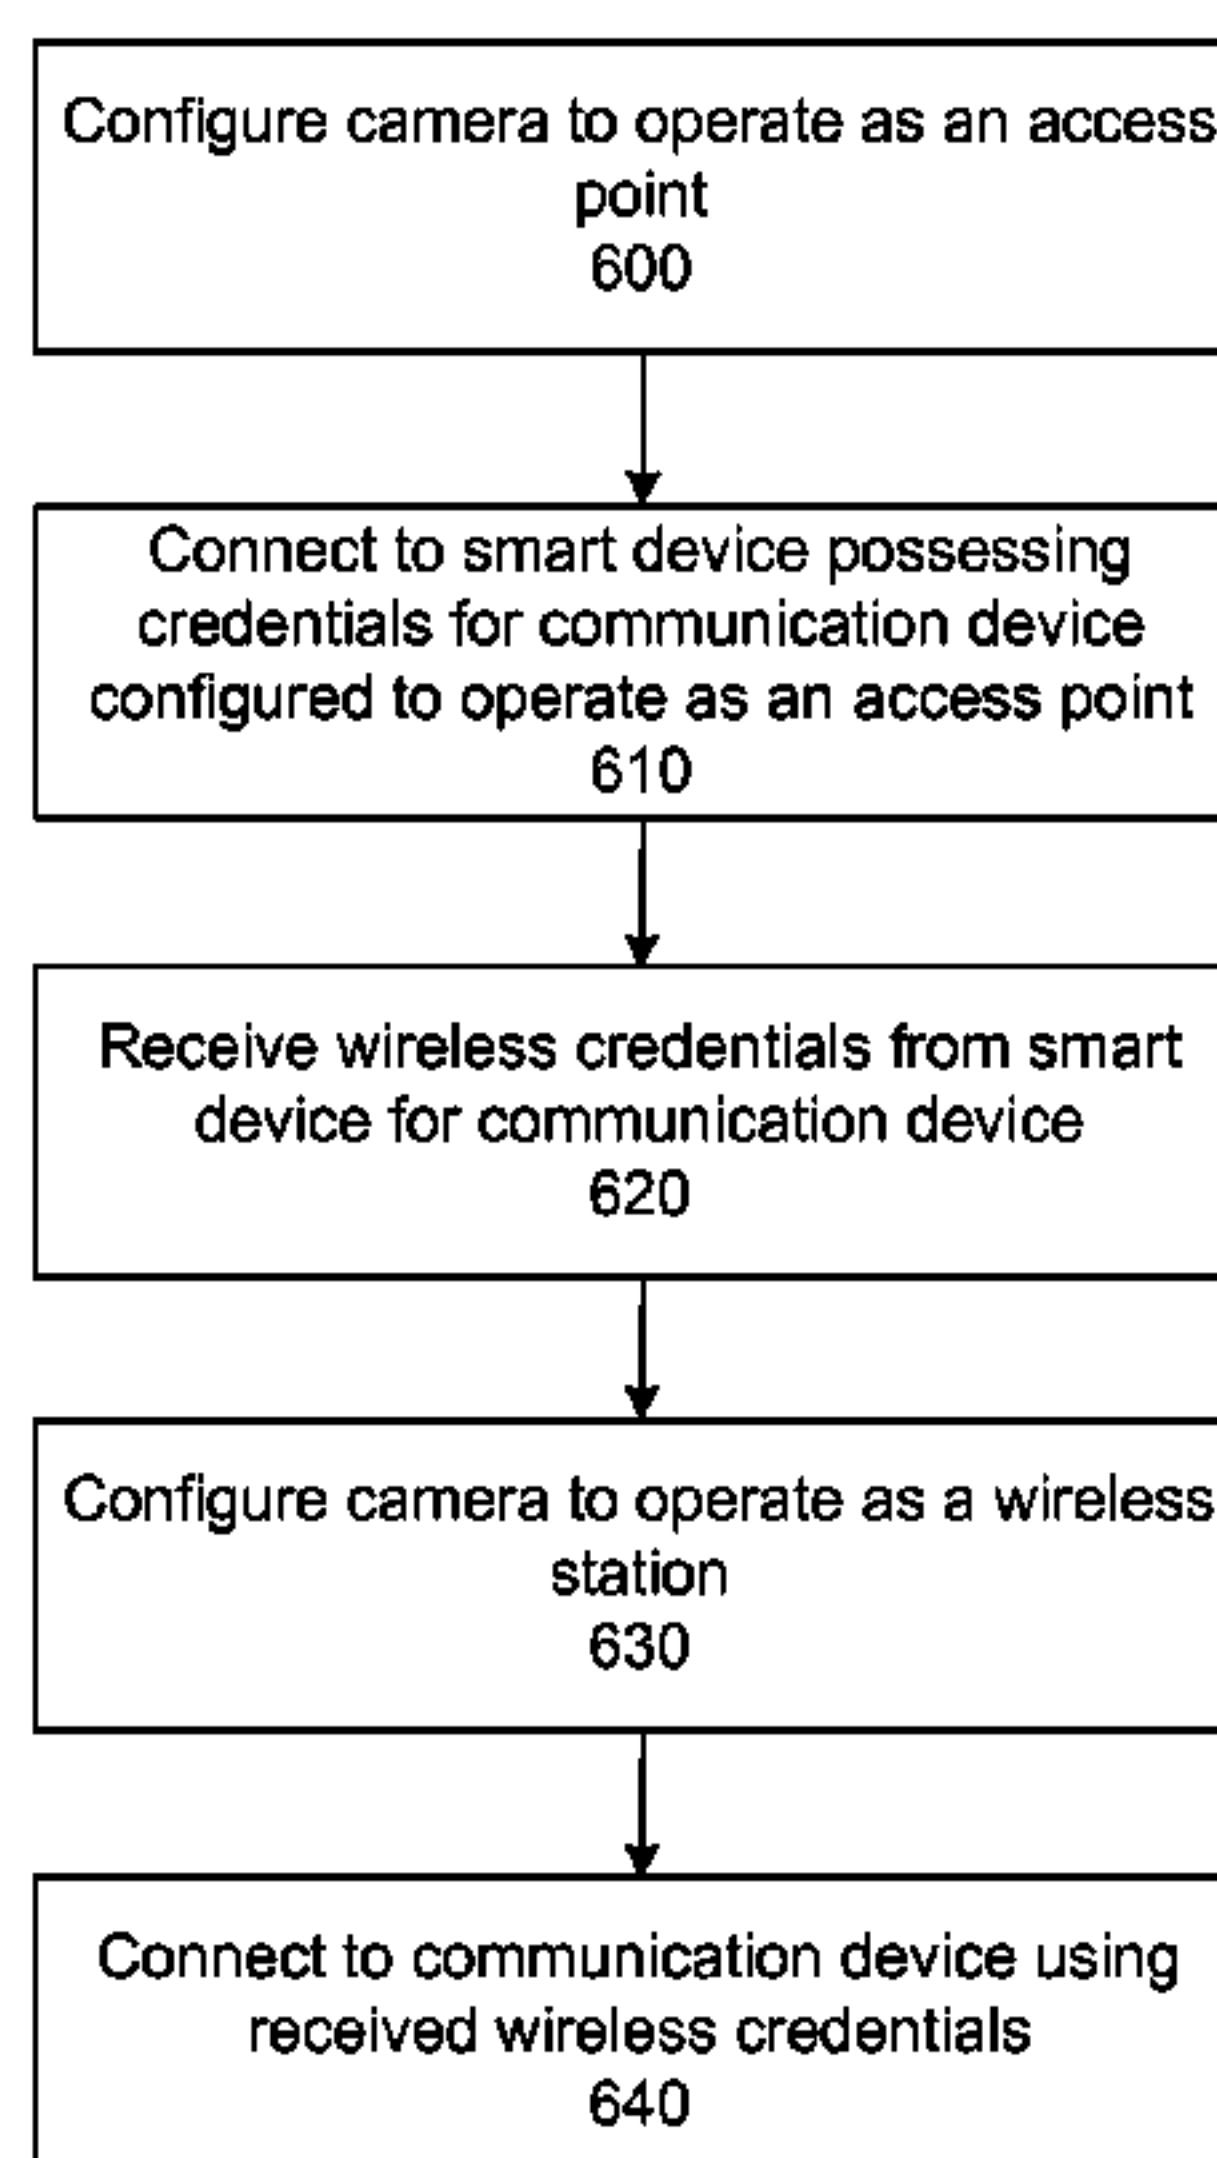 Configure camera to operate as an access
point
600
Connect to smart device possessing
credentials for communication device
configured to operate as an access point
610
Receive wireless credentials from smart
device for communication device
620
Configure camera to operate as a wireless
station
630
Connect to communication device using
received wireless credentials
640